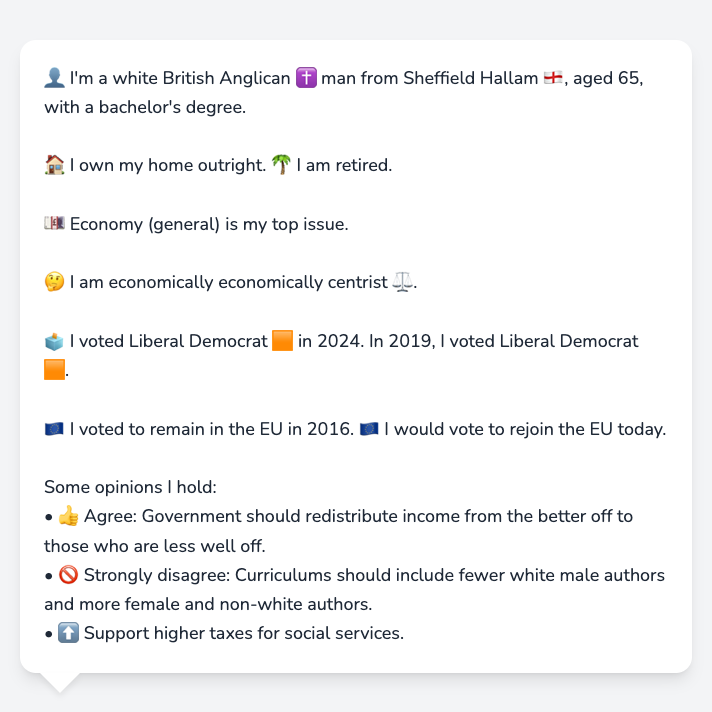 👤 I'm a white British Anglican ✝️ man from Sheffield Hallam 🏴󠁧󠁢󠁥󠁮󠁧󠁿, aged 65,
with a bachelor's degree.
🏠 I own my home outright. 🌴 I am retired.
💷 Economy (general) is my top issue.
🤔 I am economically economically centrist ⚖️.
🗳️ I voted Liberal Democrat 🟧 in 2024. In 2019, I voted Liberal Democrat
🟧.
🇪🇺 I voted to remain in the EU in 2016. 🇪🇺 I would vote to rejoin the EU today.
Some opinions I hold:
• 👍 Agree: Government should redistribute income from the better off to
those who are less well off.
• 🚫 Strongly disagree: Curriculums should include fewer white male authors
and more female and non-white authors.
• ⬆️ Support higher taxes for social services.